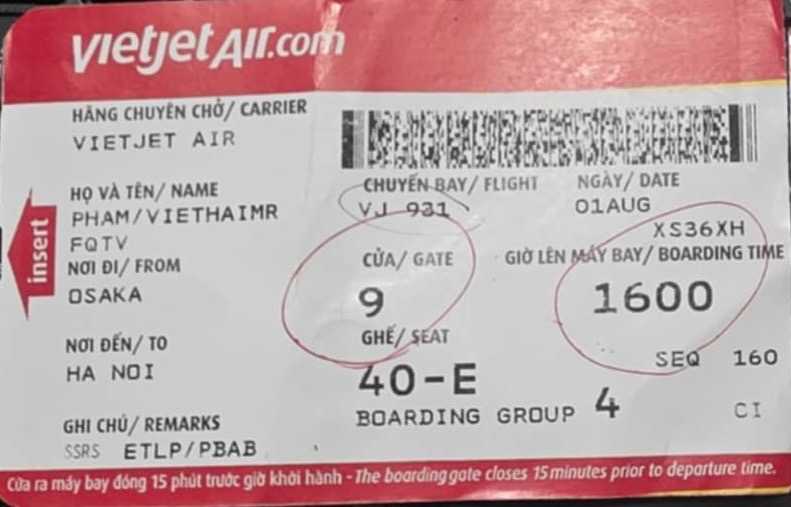 vietjetAir.com
HÃNG CHUYÊN CHỞ/ CARRIER
VIETJET AIR
HỌ VÀ TÊN/ NAME
PHAM/VIETHAIMR
FQTV
NƠI ĐI/ FROM
OSAKA
NƠI ĐẾN/ TO
HA NOI
GHI CHÚ/ REMARKS
SSRS ETLP/PBAB
CHUYẾN BAY/ FLIGHT NGÀY/ DATE
VJ 931 01AUG
XS36XH
CỬA/ GATE GIỜ LÊN MÁY BAY/ BOARDING TIME
9 1600
GHẾ/ SEAT
SEQ 160
40-E
BOARDING GROUP 4 CI
insert
Cửa ra máy bay đóng 15 phút trước giờ khởi hành - The boarding gate closes 15 minutes prior to departure time.